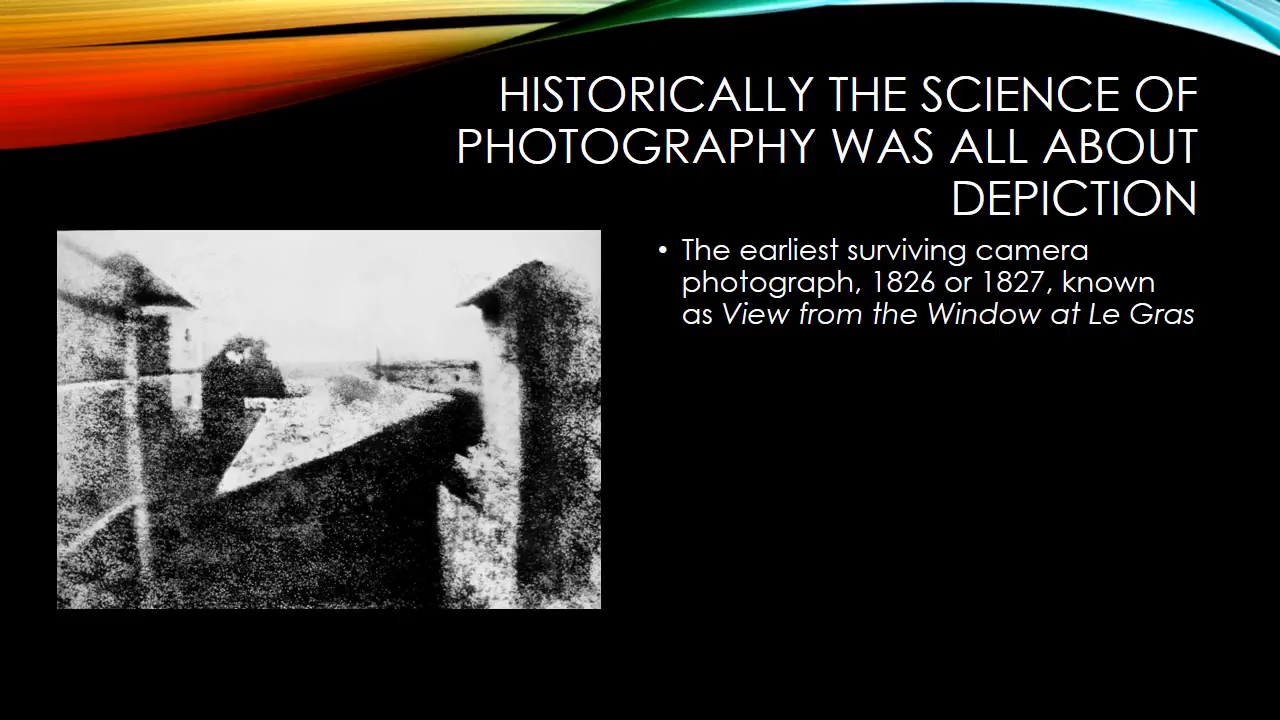 HISTORICALLY THE SCIENCE OF
PHOTOGRAPHY WAS ALL ABOUT
DEPICTION
• The earliest surviving camera
photograph, 1826 or 1827, known
as View from the Window at Le Gras